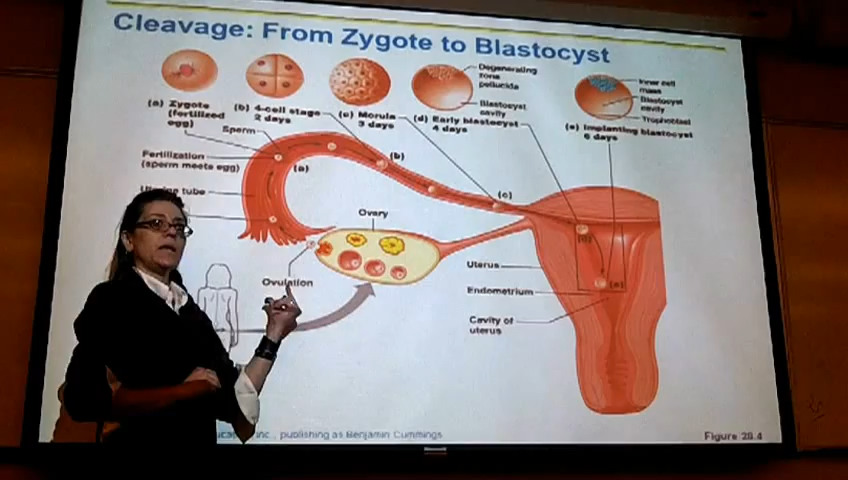 Cleavage: From Zygote to Blastocyst
Degenerating
zona
pellucida
Blastocyst
cavity
Inner cell
mass
Blastocyst
cavity
Trophoblast
(a) Zygote
(fertilized
egg)
(b) 4-cell stage
2 days
(c) Morula
3 days
(d) Early blastocyst
4 days
(e) Implanting blastocyst
6 days
Sperm
Fertilization
(sperm meets egg)
(a)
(b)
(c)
tube
Ovary
Ovulation
Uterus
Endometrium
Cavity of
uterus
(d)
(e)
Inc., publishing as Benjamin Cummings
Figure 28.4